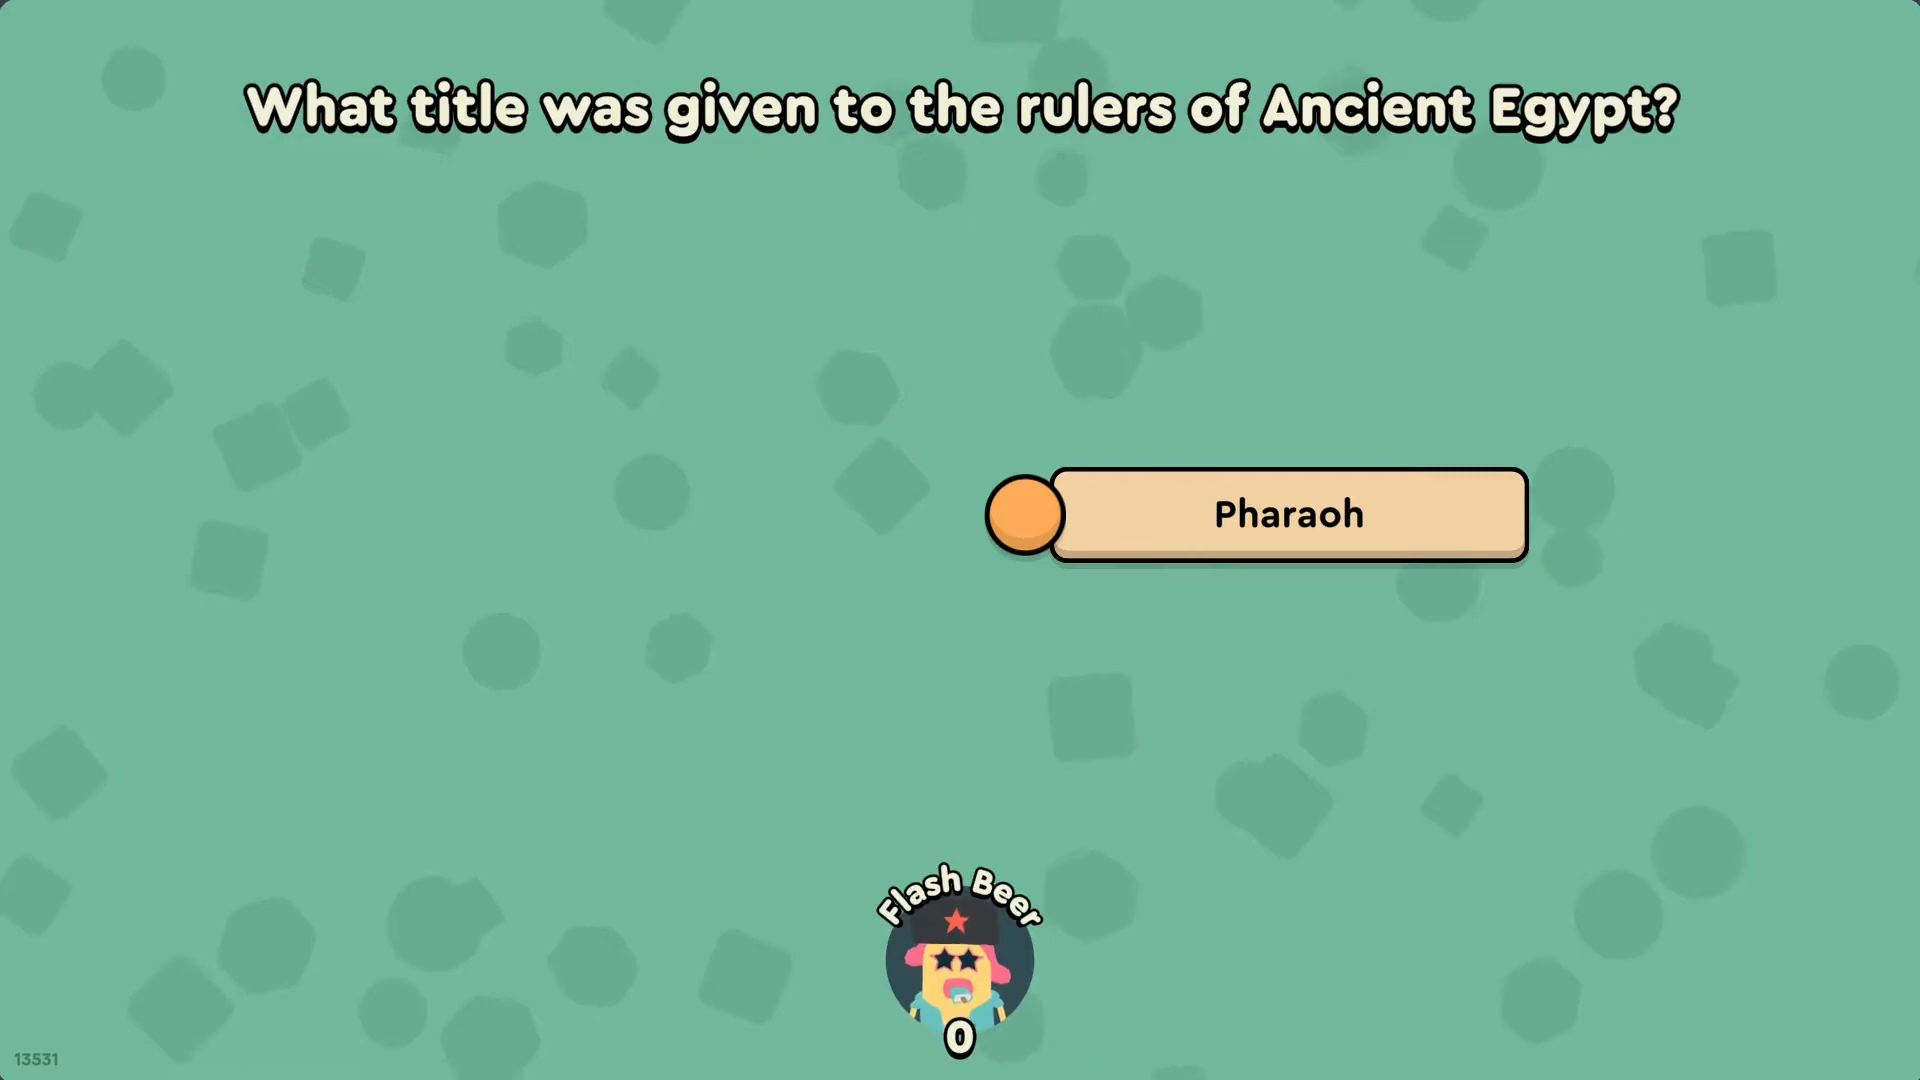 What title was given to the rulers of Ancient Egypt?
Pharaoh
Flash Beer
0
13531